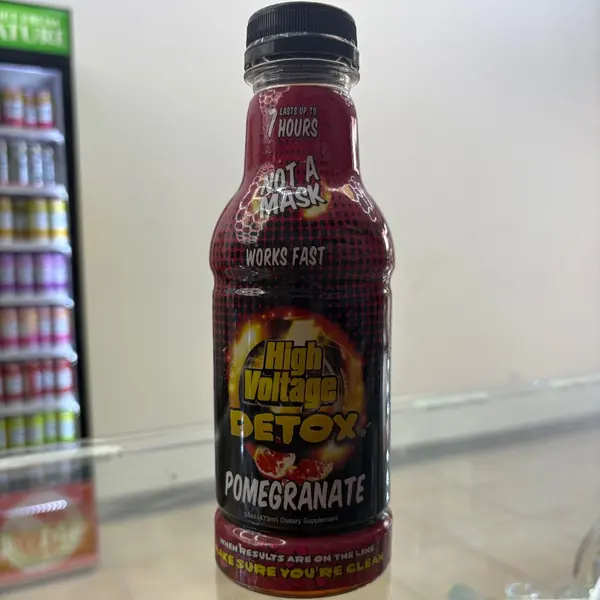 LASTS UP TO
7 HOURS
NOT A
MASK
WORKS FAST
High
Voltage
DETOX
POMEGRANATE
(473ml) Dietary Supplement
WHEN RESULTS ARE ON THE LINE
MAKE SURE YOU'RE CLEAN